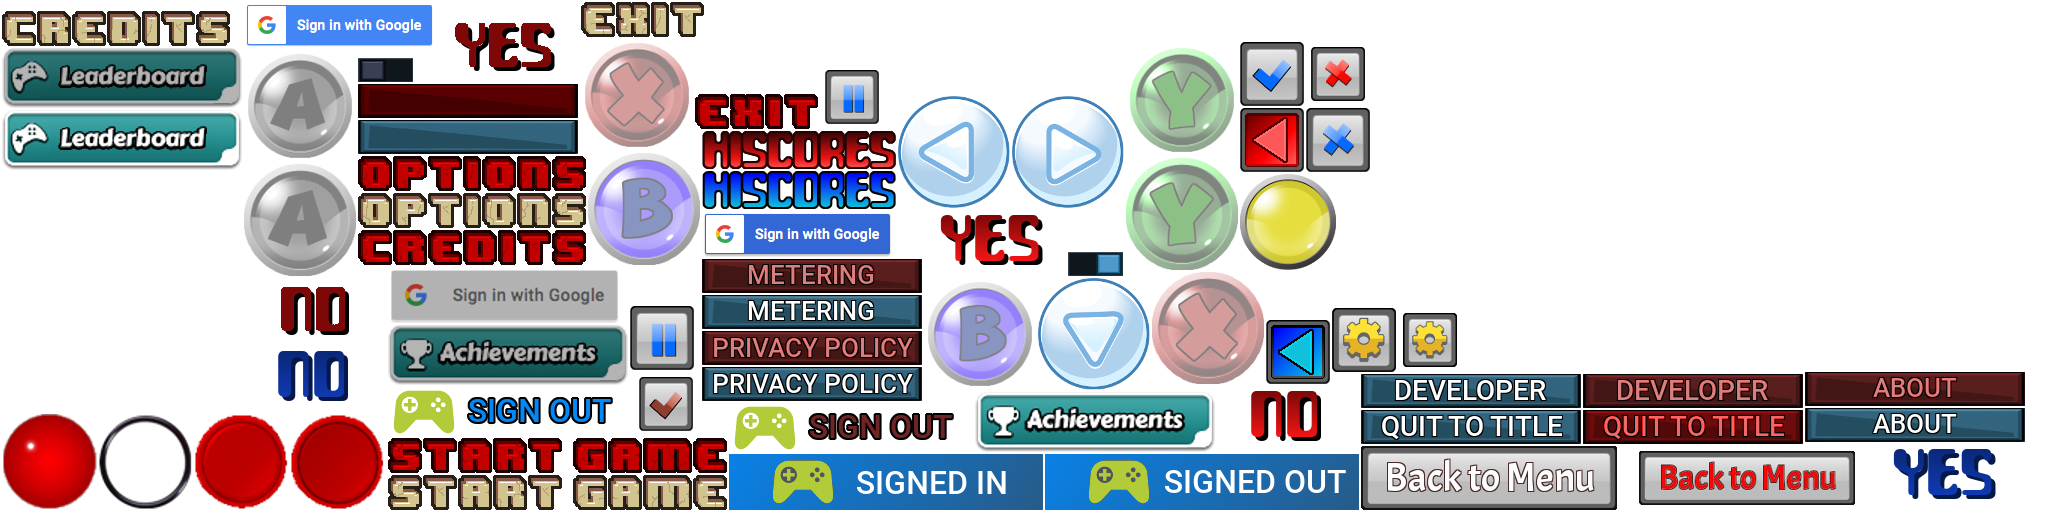 CREDITS
Sign in with Google
YES
EXIT
Leaderboard
Leaderboard
A
X
Y
EXIT
HISCORES
HISCORES
OPTIONS
OPTIONS
CREDITS
A
B
Y
Sign in with Google
YES
METERING
METERING
PRIVACY POLICY
PRIVACY POLICY
Sign in with Google
NO
Achievements
NO
B
X
SIGN OUT
SIGN OUT
Achievements
NO
DEVELOPER
DEVELOPER
ABOUT
QUIT TO TITLE
QUIT TO TITLE
ABOUT
START GAME
START GAME
SIGNED IN
SIGNED OUT
Back to Menu
Back to Menu
YES